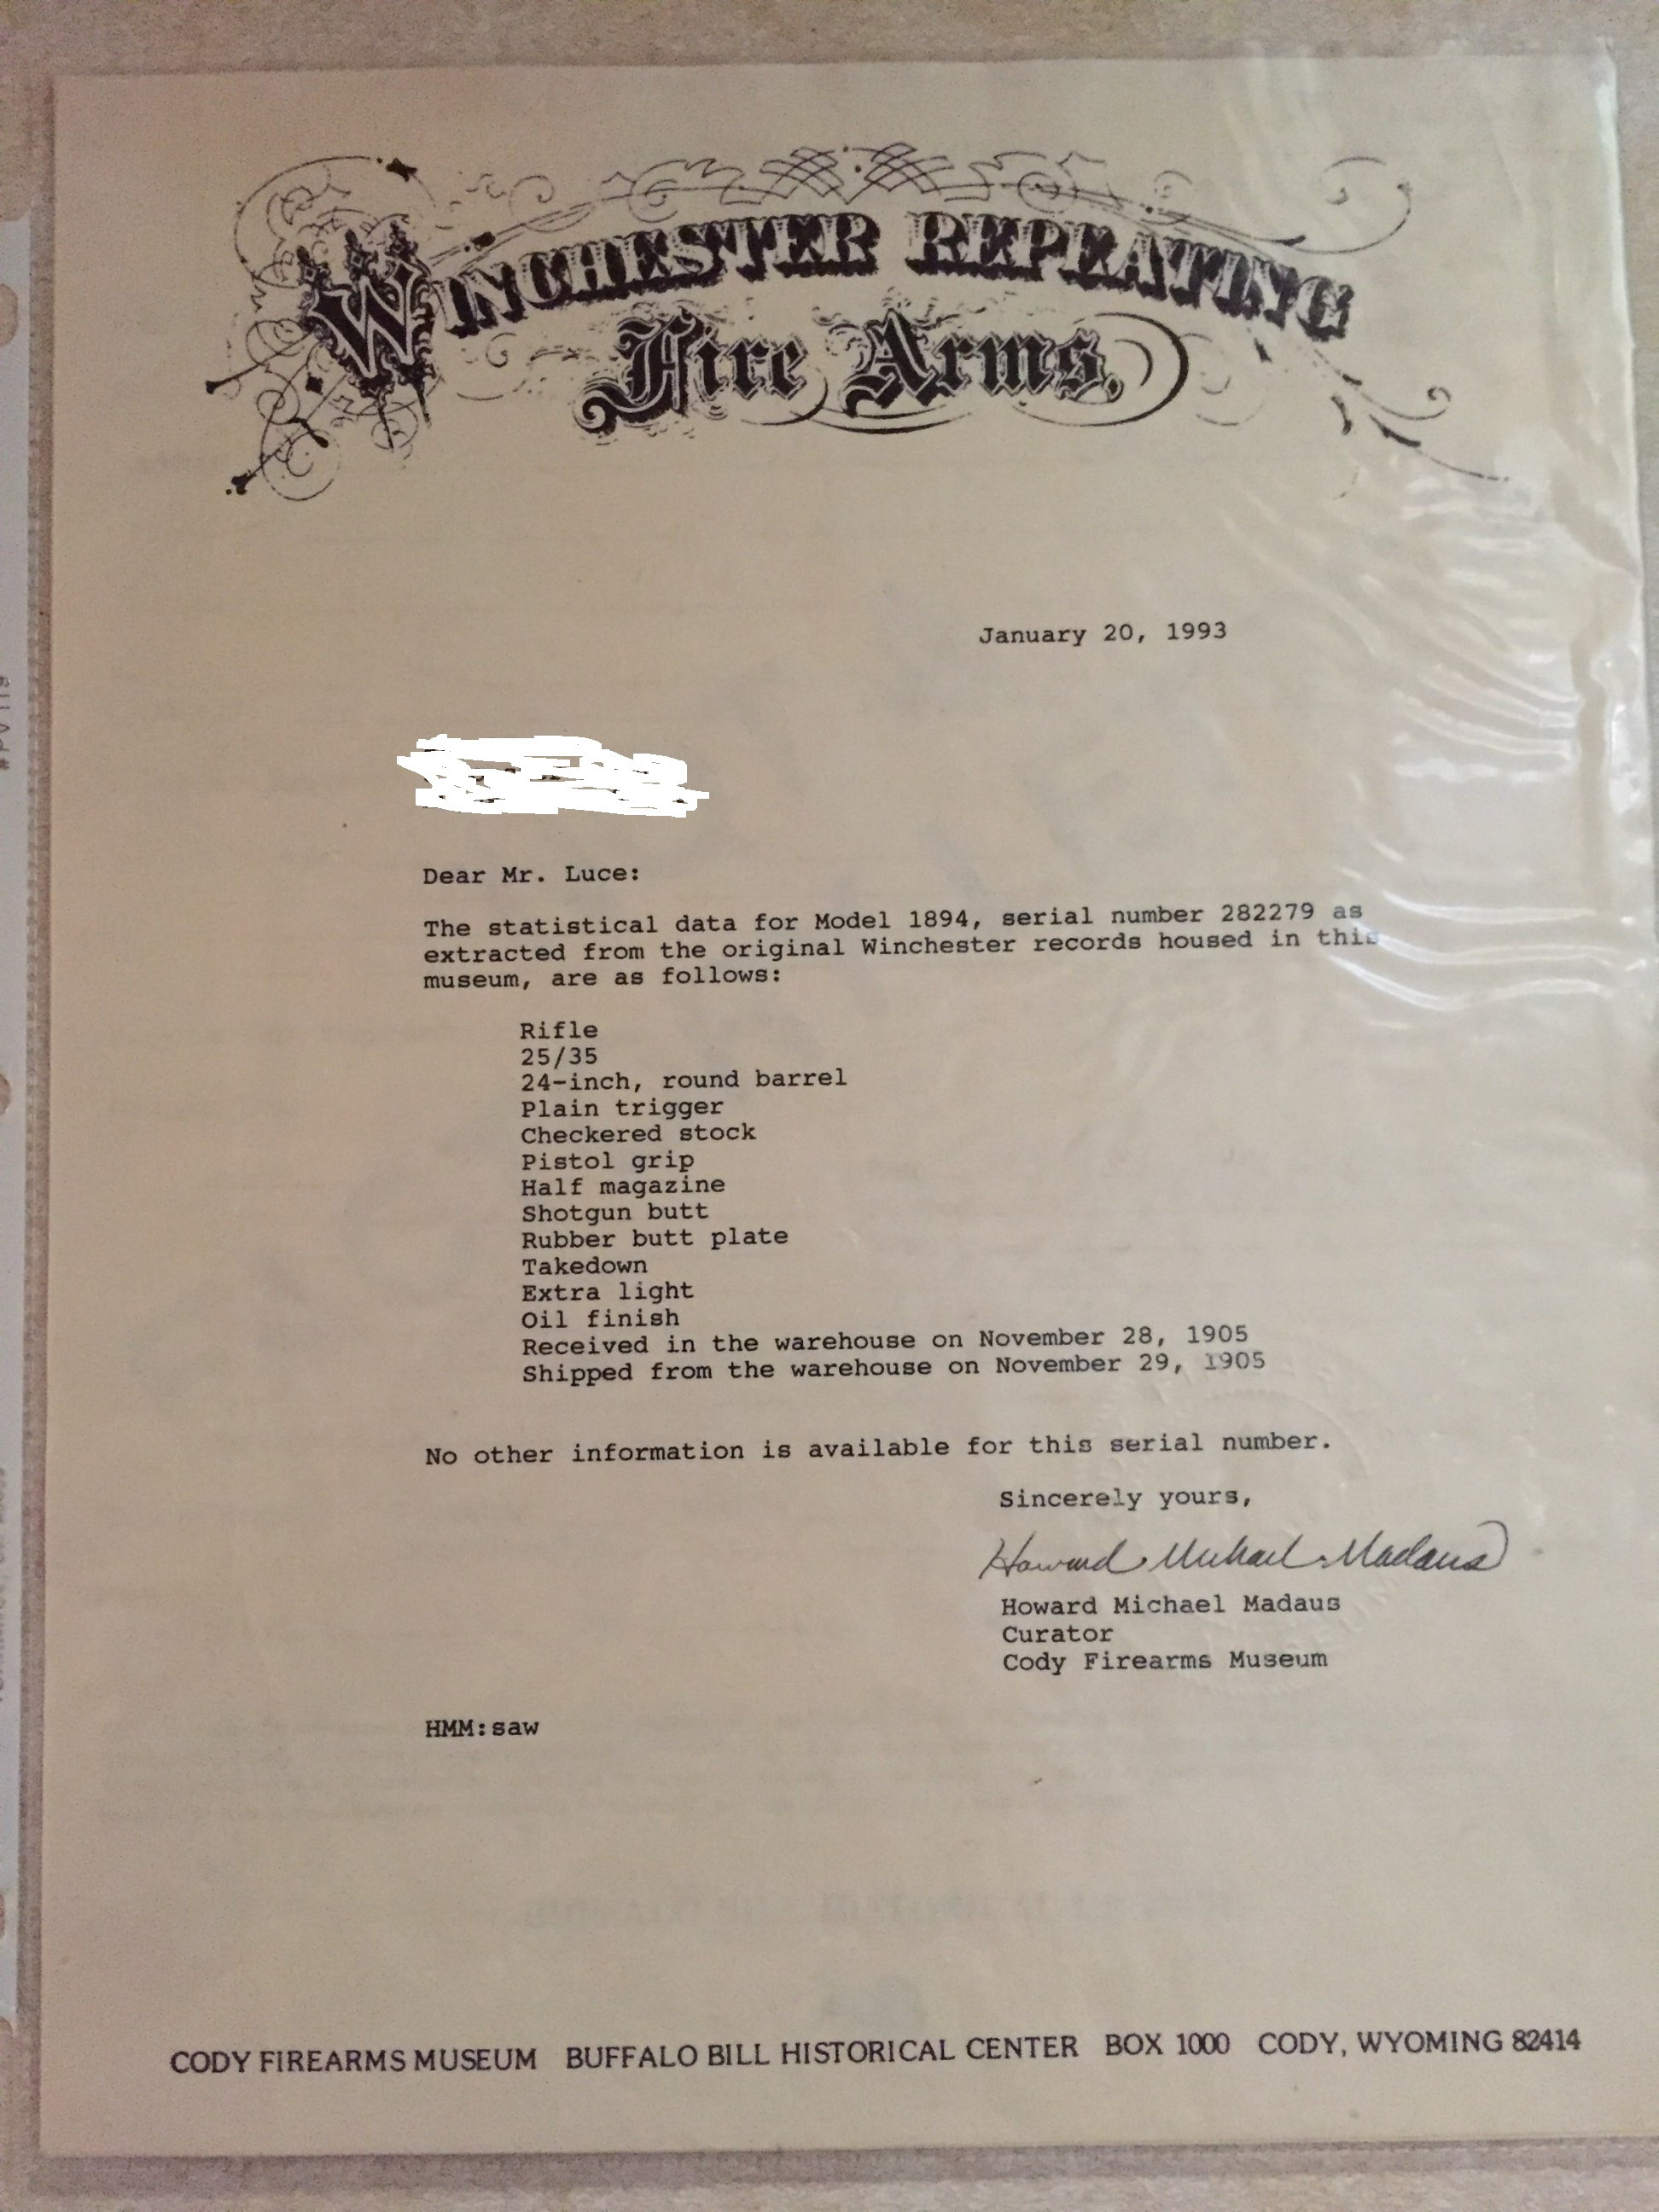 WINCHESTER REPEATING
Fire Arms,
January 20, 1993
Dear Mr. Luce:
The statistical data for Model 1894, serial number 282279 as
extracted from the original Winchester records housed in this
museum, are as follows:
Rifle
25/35
24-inch, round barrel
Plain trigger
Checkered stock
Pistol grip
Half magazine
Shotgun butt
Rubber butt plate
Takedown
Extra light
Oil finish
Received in the warehouse on November 28, 1905
Shipped from the warehouse on November 29, 1905
No other information is available for this serial number.
Sincerely yours,
Howard Michael Madaus
Howard Michael Madaus
Curator
Cody Firearms Museum
HMM:saw
CODY FIREARMS MUSEUM BUFFALO BILL HISTORICAL CENTER BOX 1000 CODY, WYOMING 82414